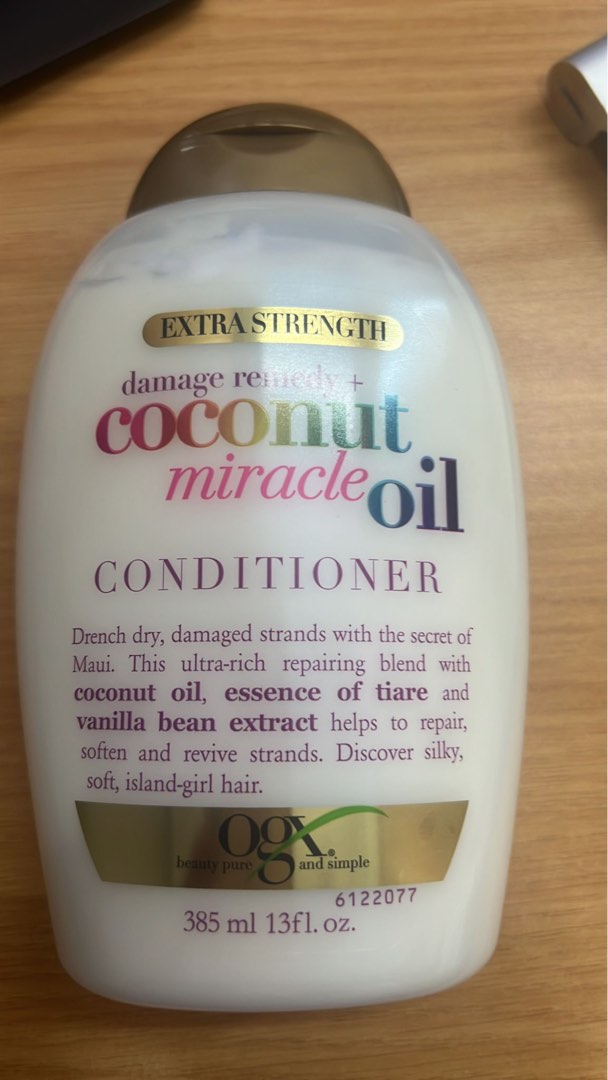 EXTRA STRENGTH
damage remedy +
coconut
miracle oil
CONDITIONER
Drench dry, damaged strands with the secret of
Maui. This ultra-rich repairing blend with
coconut oil, essence of tiare and
vanilla bean extract helps to repair,
soften and revive strands. Discover silky,
soft, island-girl hair.
ogx®
beauty pure and simple
6122077
385 ml 13fl. oz.